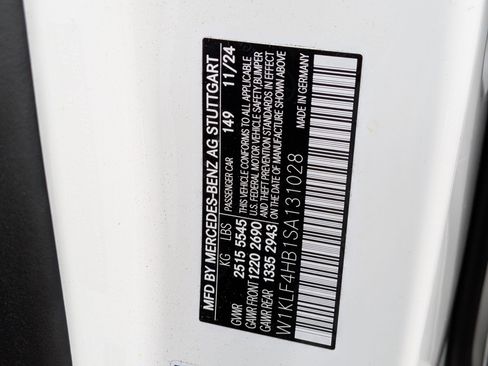 MFD BY MERCEDES-BENZ AG STUTTGART
KG LBS PASSENGER CAR 149 11/24
GVWR 2515 5545 THIS VEHICLE CONFORMS TO ALL APPLICABLE
GAWR FRONT 1220 2690 U.S. FEDERAL MOTOR VEHICLE SAFETY, BUMPER
GAWR REAR 1335 2943 AND THEFT PREVENTION STANDARDS IN EFFECT
ON THE DATE OF MANUFACTURE SHOWN ABOVE
W1KLF4HB1SA131028 MADE IN GERMANY